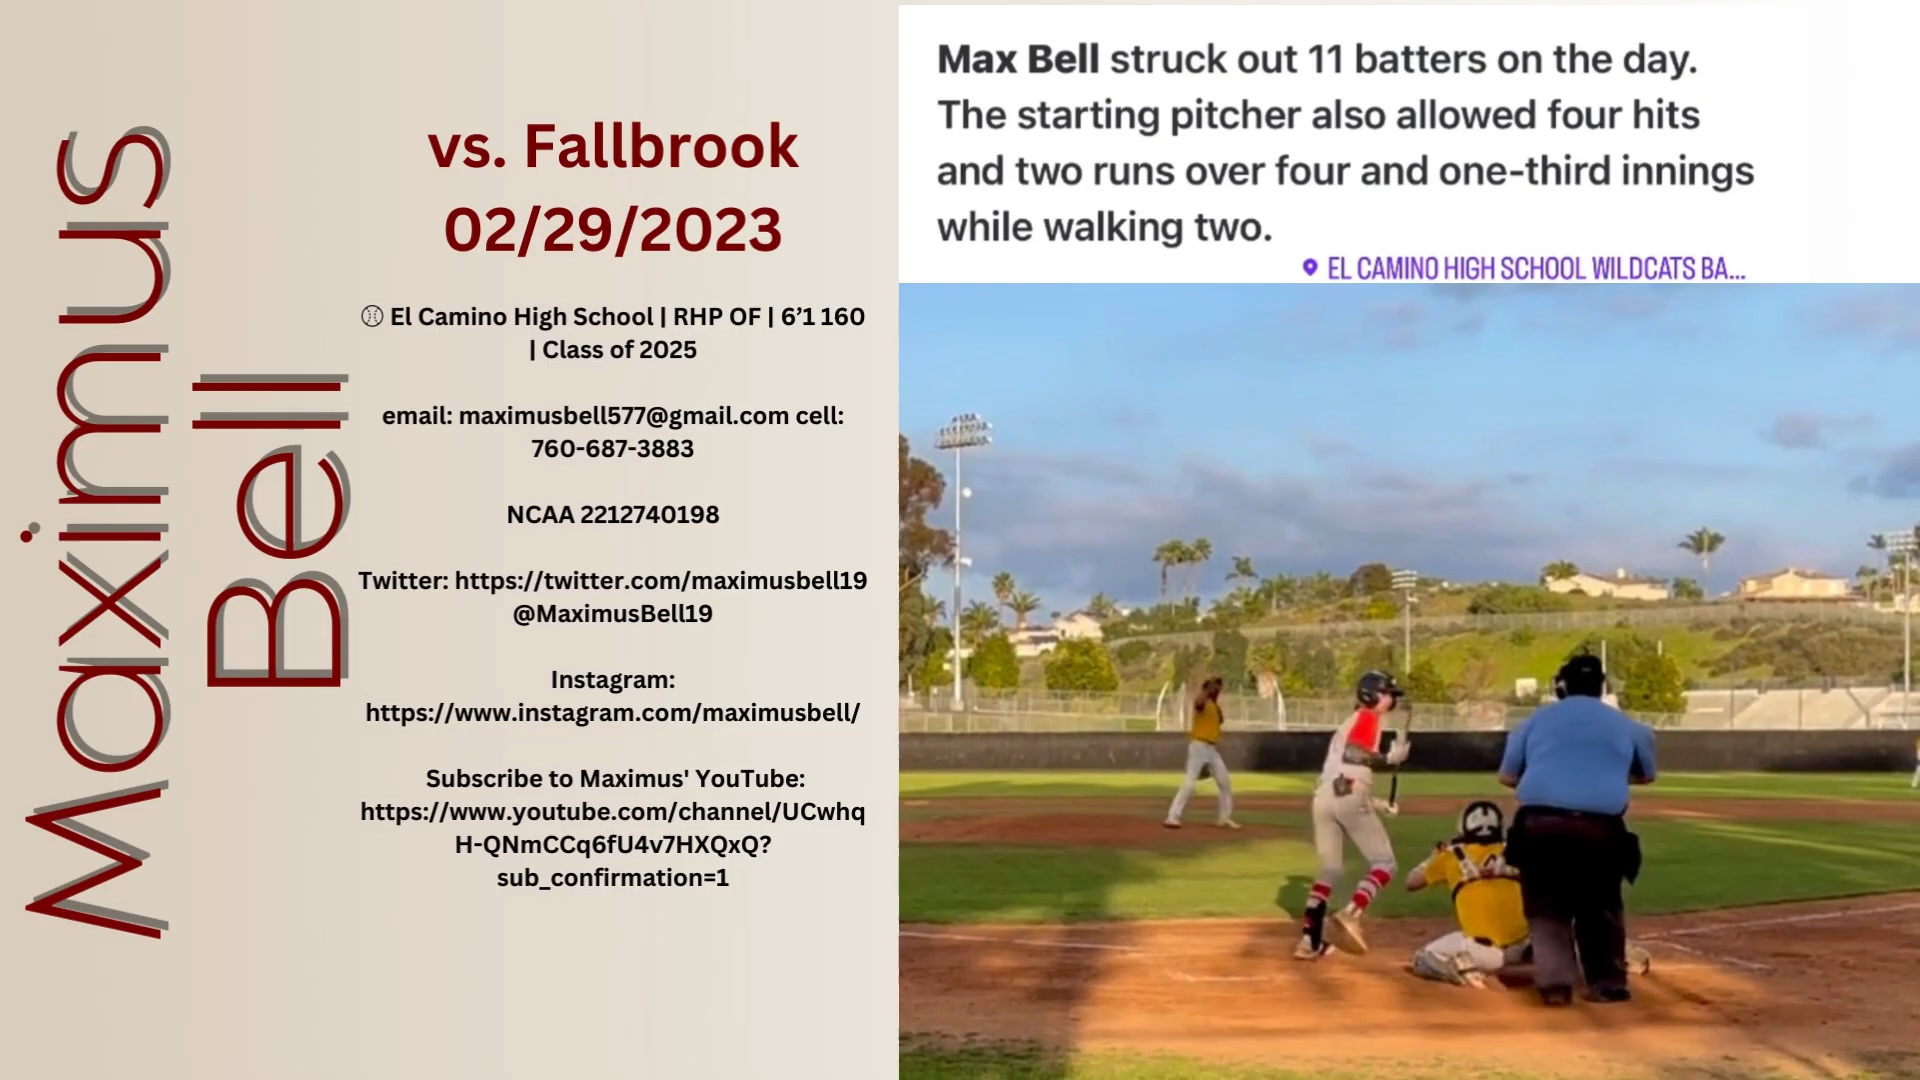 Maximus
Bell
vs. Fallbrook
02/29/2023
El Camino High School | RHP OF | 6’1 160
| Class of 2025
email: maximusbell577@gmail.com cell:
760-687-3883
NCAA 2212740198
Twitter: https://twitter.com/maximusbell19
@MaximusBell19
Instagram:
https://www.instagram.com/maximusbell/
Subscribe to Maximus' YouTube:
https://www.youtube.com/channel/UCwhq
H-QNmCCq6fU4v7HXQxQ?
sub_confirmation=1
Max Bell struck out 11 batters on the day.
The starting pitcher also allowed four hits
and two runs over four and one-third innings
while walking two.
EL CAMINO HIGH SCHOOL WILDCATS BA...